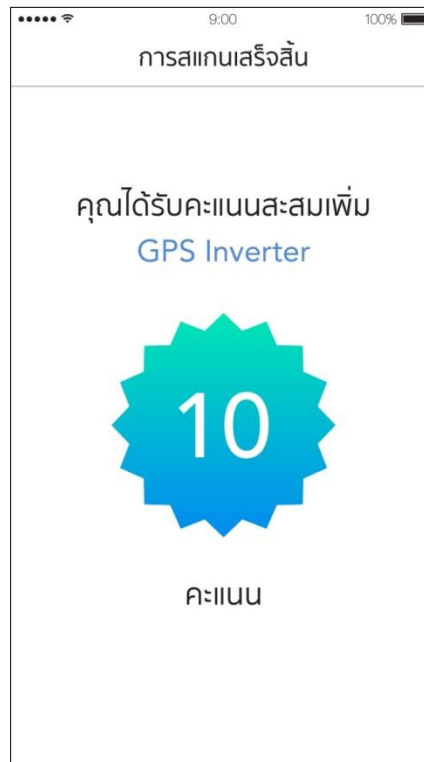 9:00 100%
การสแกนเสร็จสิ้น
คุณได้รับคะแนนสะสมเพิ่ม
GPS Inverter
10
คะแนน